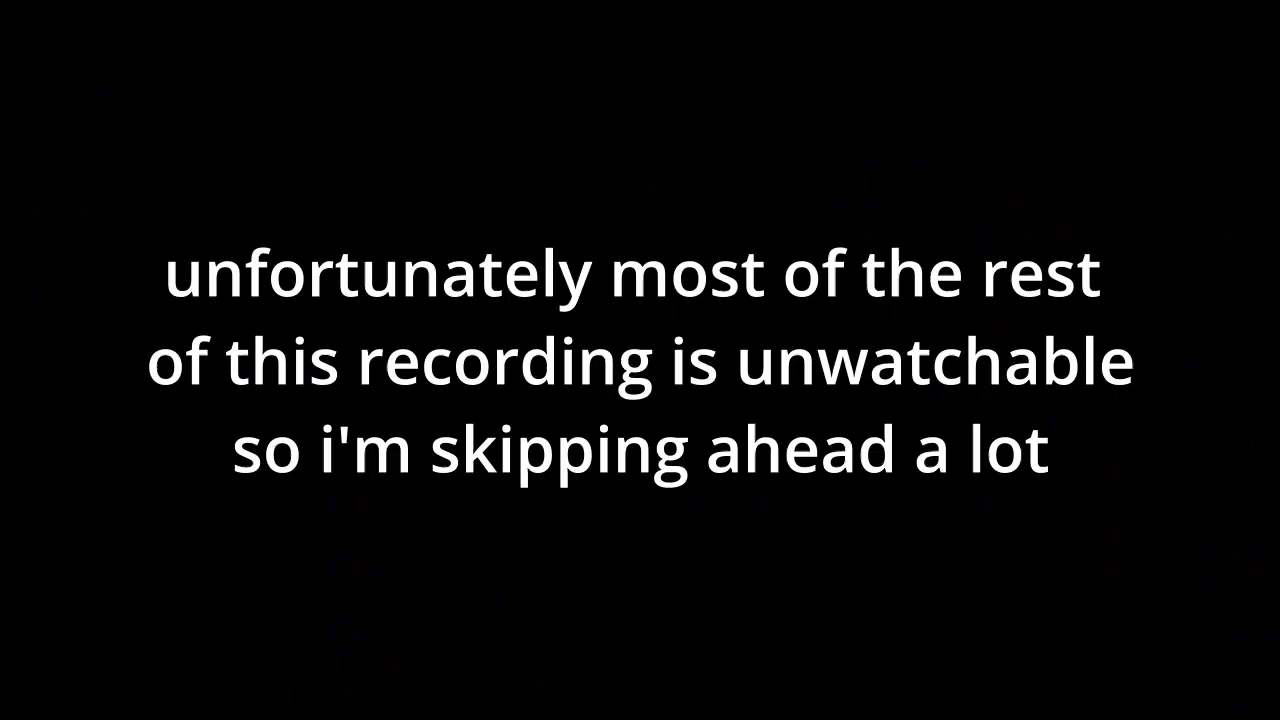 unfortunately most of the rest
of this recording is unwatchable
so i'm skipping ahead a lot